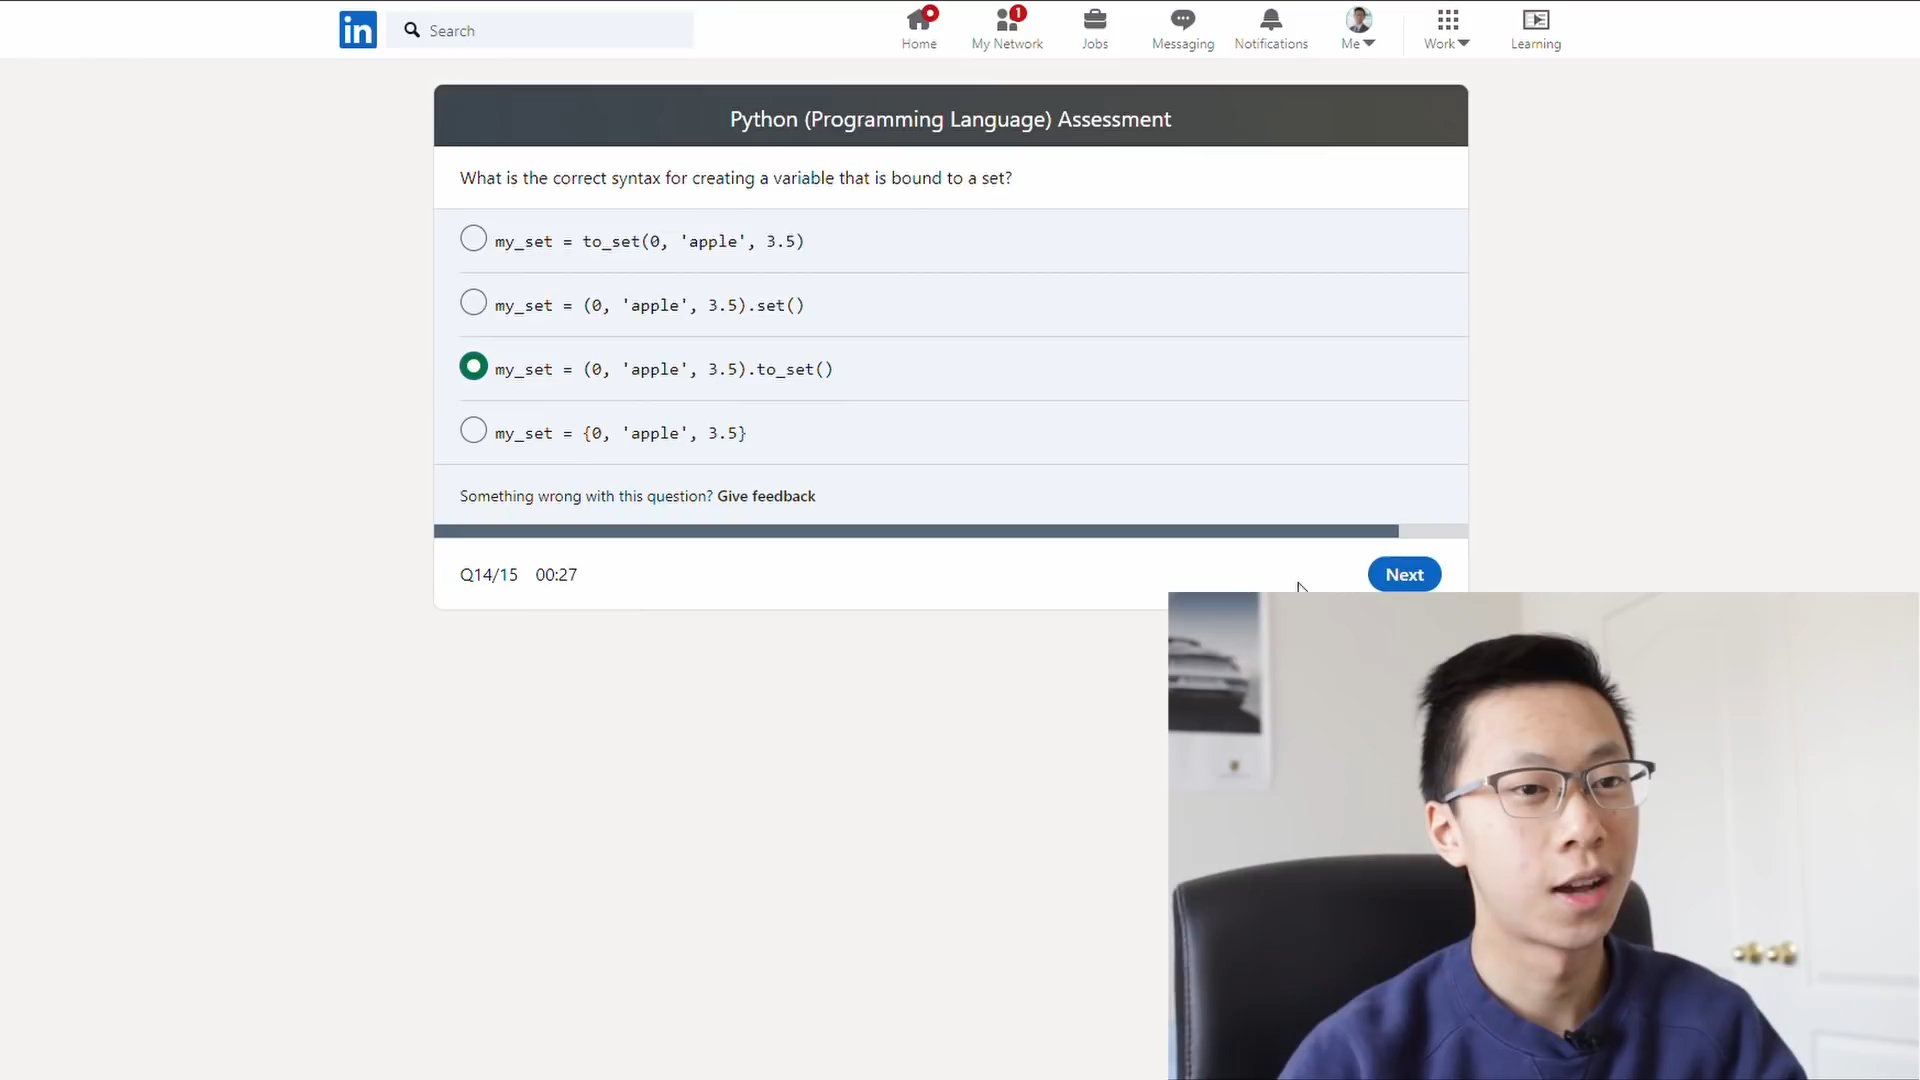 in
Search
Home
1
My Network
Jobs
Messaging
Notifications
Me
Work
Learning
Python (Programming Language) Assessment
What is the correct syntax for creating a variable that is bound to a set?
my_set = to_set(0, 'apple', 3.5)
my_set = (0, 'apple', 3.5).set()
my_set = (0, 'apple', 3.5).to_set()
my_set = {0, 'apple', 3.5}
Something wrong with this question? Give feedback
Q14/15 00:27
Next